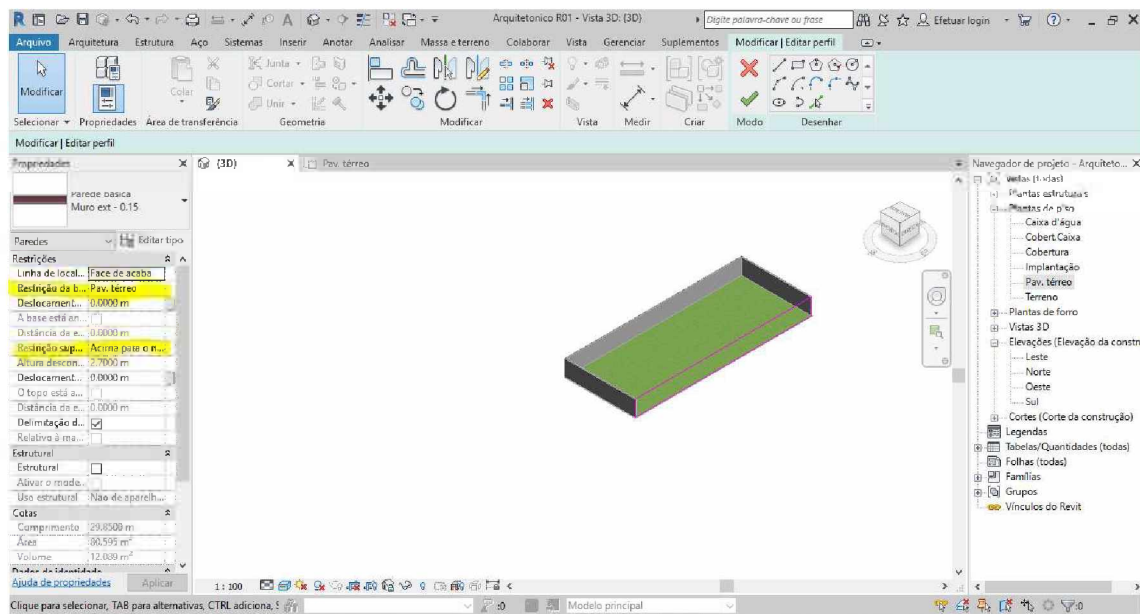 Arquitetonico R01 - Vista 3D: {3D}
Digite palavra-chave ou frase
Efetuar login
Arquivo Arquitetura Estrutura Aço Sistemas Inserir Anotar Analisar Massa e terreno Colaborar Vista Gerenciar Suplementos Modificar | Editar perfil
Modificar
Colar
Junta
Cortar
Unir
Selecionar Propriedades Área de transferência Geometria Modificar Vista Medir Criar Modo Desenhar
Modificar | Editar perfil
Propriedades
{3D}
Pav. térreo
Navegador de projeto - Arquiteto...
Parede básica
Muro ext - 0.15
Paredes
Editar tipo
Restrições
Linha de local... Face de acaba
Restrição da b... Pav. térreo
Deslocament... 0.0000 m
A base está an...
Distância da e... 0.0000 m
Restrição sup... Acima para o n...
Altura descon... 2.7000 m
Deslocament... 0.0000 m
O topo está a...
Distância da e... 0.0000 m
Delimitação d...
Relativo à ma...
Estrutural
Estrutural
Ativar o mode...
Uso estrutural Não de aparelh...
Cotas
Comprimento 29.8500 m
Área 80.595 m²
Volume 12.089 m³
Dados de identidade
Ajuda de propriedades
Aplicar
Vistas (todas)
Plantas estruturais
Plantas de piso
Caixa d'água
Cobert.Caixa
Cobertura
Implantação
Pav. térreo
Terreno
Plantas de forro
Vistas 3D
Elevações (Elevação da constr
Leste
Norte
Oeste
Sul
Cortes (Corte da construção)
Legendas
Tabelas/Quantidades (todas)
Folhas (todas)
Famílias
Grupos
Vínculos do Revit
1 : 100
Clique para selecionar, TAB para alternativas, CTRL adiciona, S
:0
Modelo principal
:0